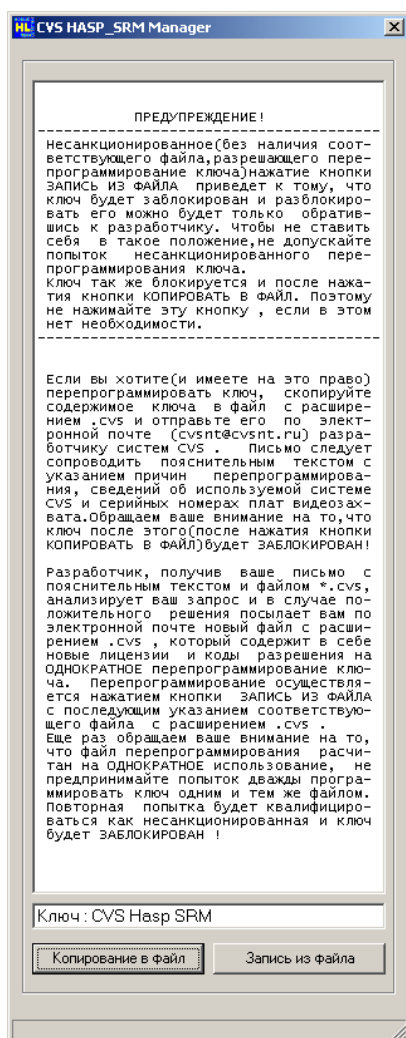 CVS HASP_SRM Manager
ПРЕДУПРЕЖДЕНИЕ!
Несанкционированное(без наличия соот-
ветствующего файла,разрешающего пере-
программирование ключа)нажатие кнопки
ЗАПИСЬ ИЗ ФАЙЛА приведет к тому, что
ключ будет заблокирован и разблокиро-
вать его можно будет только обратив-
шись к разработчику. Чтобы не ставить
себя в такое положение,не допускайте
попыток несанкционированного пере-
программирования ключа.
Ключ так же блокируется и после нажа-
тия кнопки КОПИРОВАТЬ В ФАЙЛ. Поэтому
не нажимайте эту кнопку , если в этом
нет необходимости.
Если вы хотите(и имеете на это право)
перепрограммировать ключ, скопируйте
содержимое ключа в файл с расшире-
нием .cvs и отправьте его по элект-
ронной почте (cvsnt@cvsnt.ru) разра-
ботчику систем CVS . Письмо следует
сопроводить пояснительным текстом с
указанием причин перепрограммирова-
ния, сведений об используемой системе
CVS и серийных номерах плат видеозах-
вата.Обращаем ваше внимание на то,что
ключ после этого(после нажатия кнопки
КОПИРОВАТЬ В ФАЙЛ)будет ЗАБЛОКИРОВАН!
Разработчик, получив ваше письмо с
пояснительным текстом и файлом *.cvs,
анализирует ваш запрос и в случае по-
ложительного решения посылает вам по
электронной почте новый файл с расши-
рением .cvs , который содержит в себе
новые лицензии и коды разрешения на
ОДНОКРАТНОЕ перепрограммирование клю-
ча. Перепрограммирование осуществля-
ется нажатием кнопки ЗАПИСЬ ИЗ ФАЙЛА
с последующим указанием соответствую-
щего файла с расширением .cvs .
Еще раз обращаем ваше внимание на то,
что файл перепрограммирования расчи-
тан на ОДНОКРАТНОЕ использование, не
предпринимайте попыток дважды програ-
ммировать ключ одним и тем же файлом.
Повторная попытка будет квалифициро-
ваться как несанкционированная и ключ
будет ЗАБЛОКИРОВАН !
Ключ : CVS Hasp SRM
Копирование в файл
Запись из файла